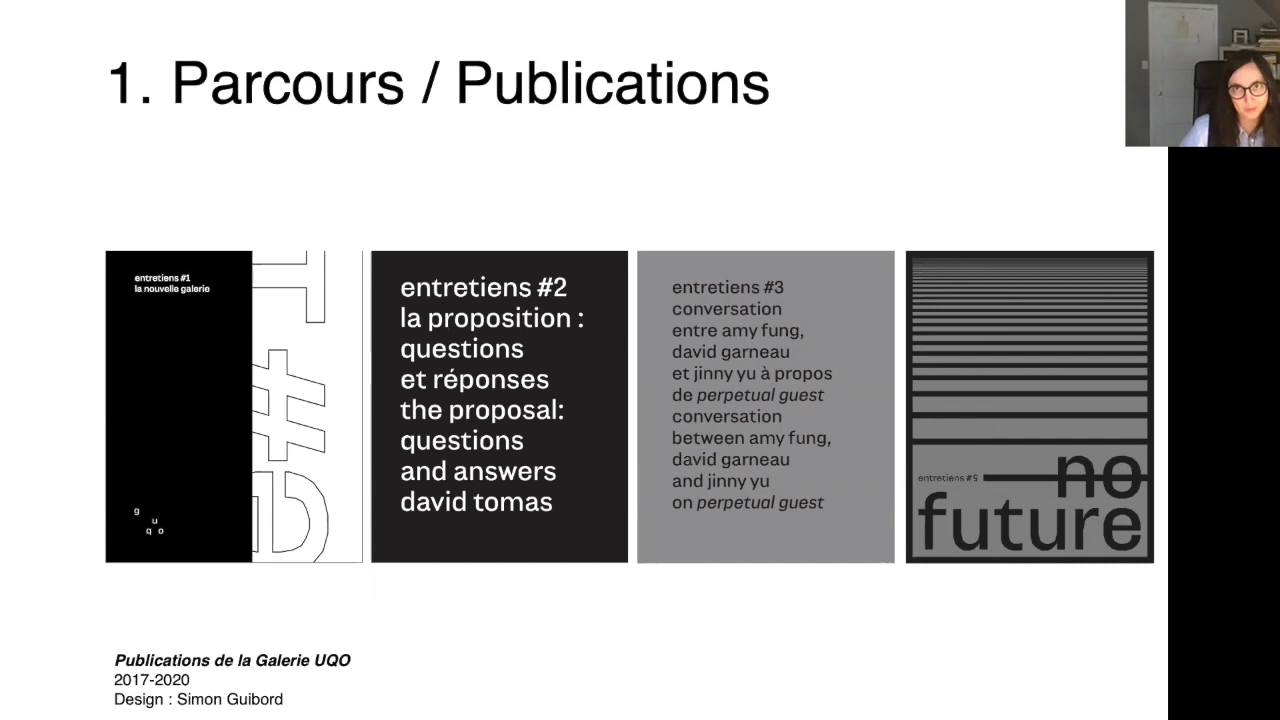 1. Parcours / Publications
entretiens #1
la nouvelle galerie
g
u
q o
entretiens #2
la proposition :
questions
et réponses
the proposal:
questions
and answers
david tomas
entretiens #3
conversation
entre amy fung,
david garneau
et jinny yu à propos
de perpetual guest
conversation
between amy fung,
david garneau
and jinny yu
on perpetual guest
entretiens #5
no
future
Publications de la Galerie UQO
2017-2020
Design : Simon Guibord